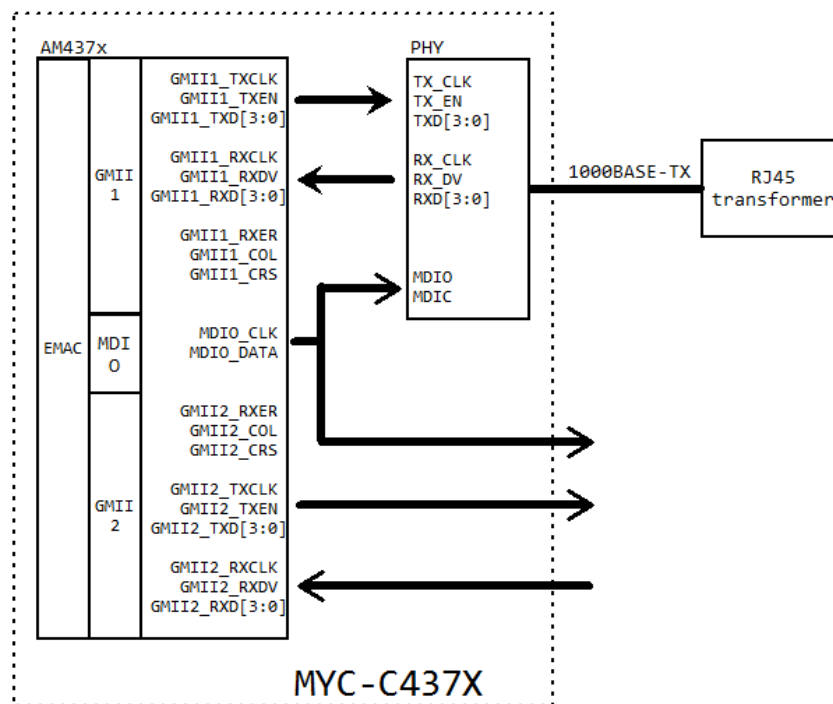 AM437x
EMAC
GMII
1
MDI
O
GMII
2
GMII1_TXCLK
GMII1_TXEN
GMII1_TXD[3:0]
GMII1_RXCLK
GMII1_RXDV
GMII1_RXD[3:0]
GMII1_RXER
GMII1_COL
GMII1_CRS
MDIO_CLK
MDIO_DATA
GMII2_RXER
GMII2_COL
GMII2_CRS
GMII2_TXCLK
GMII2_TXEN
GMII2_TXD[3:0]
GMII2_RXCLK
GMII2_RXDV
GMII2_RXD[3:0]
PHY
TX_CLK
TX_EN
TXD[3:0]
RX_CLK
RX_DV
RXD[3:0]
MDIO
MDIC
1000BASE-TX
RJ45
transformer
MYC-C437X